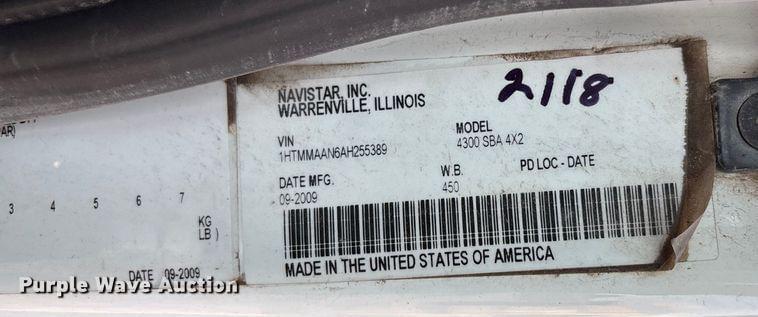 NAVISTAR, INC.
WARRENVILLE, ILLINOIS
2118
VIN
1HTMMAAN6AH255389
MODEL
4300 SBA 4X2
DATE MFG.
09-2009
W.B.
450
PD LOC - DATE
MADE IN THE UNITED STATES OF AMERICA
AR)
3 4 5 6 7
KG
LB )
DATE 09-2009
Purple Wave Auction